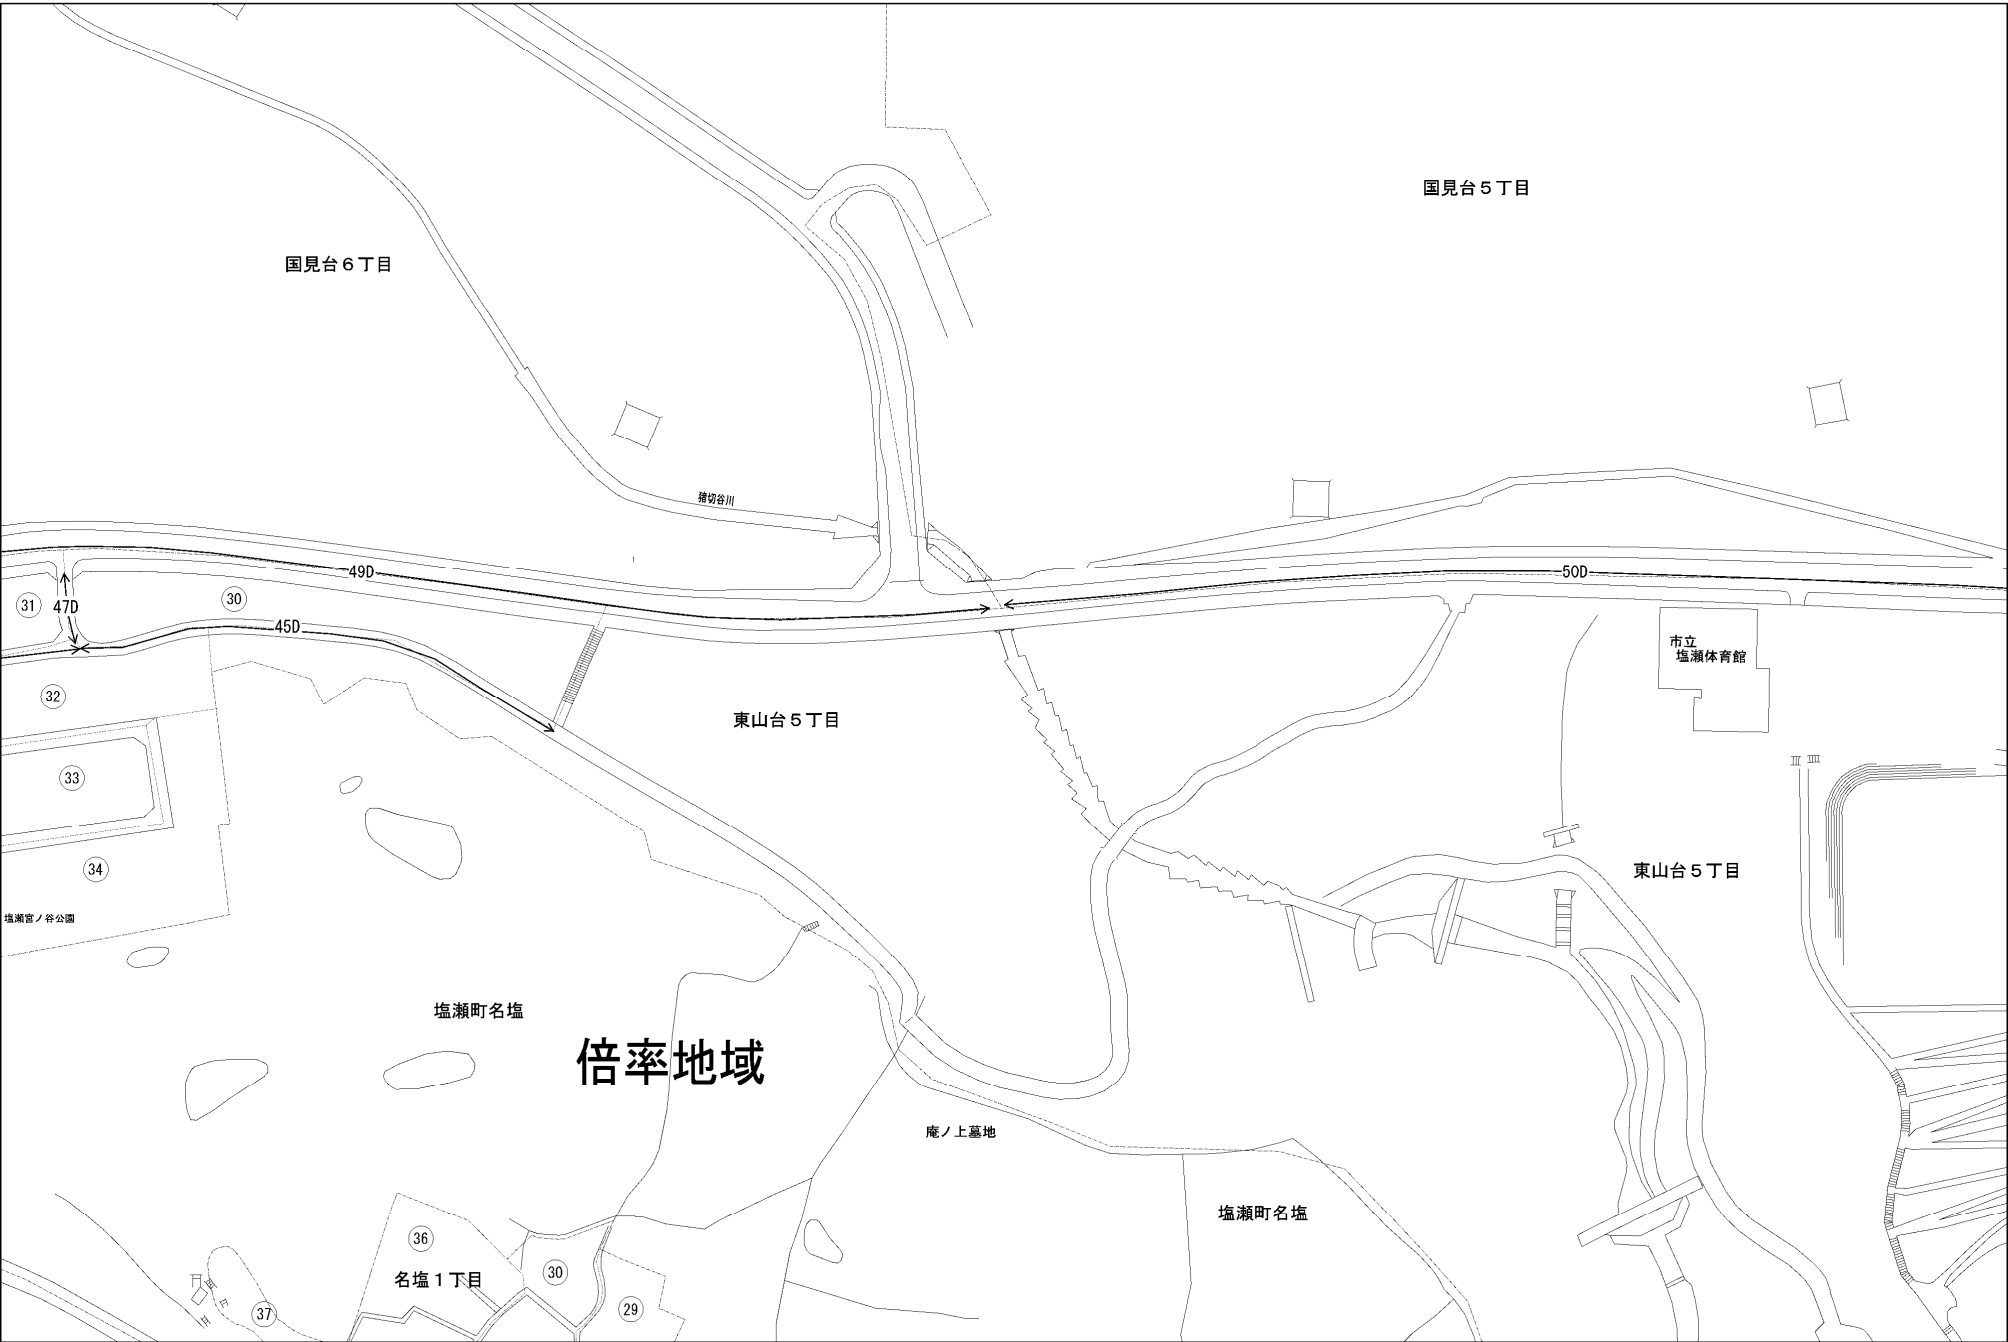 国見台５丁目
国見台６丁目
猪切谷川
49D
50D
31
47D
30
45D
市立
塩瀬体育館
32
東山台５丁目
33
34
東山台５丁目
塩瀬宮ノ谷公園
塩瀬町名塩
倍率地域
庵ノ上墓地
塩瀬町名塩
36
30
名塩１丁目
29
37